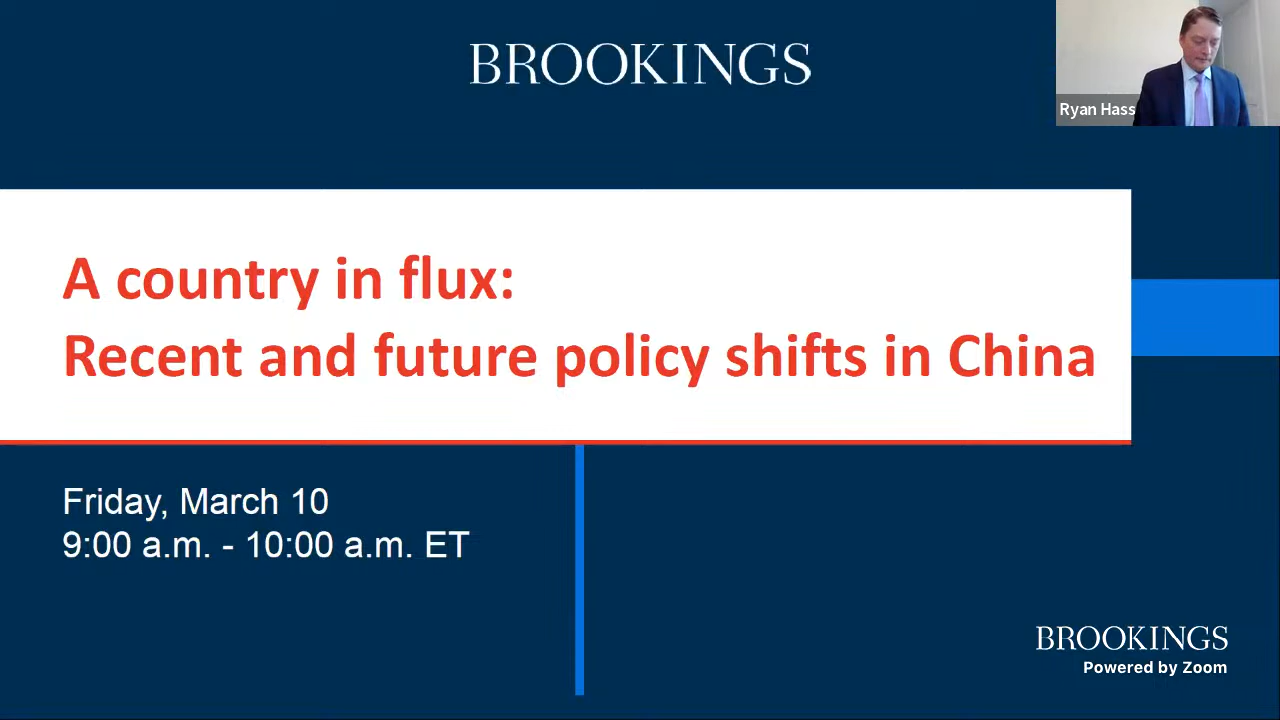 BROOKINGS
Ryan Hass
A country in flux:
Recent and future policy shifts in China
Friday, March 10
9:00 a.m. - 10:00 a.m. ET
BROOKINGS
Powered by Zoom